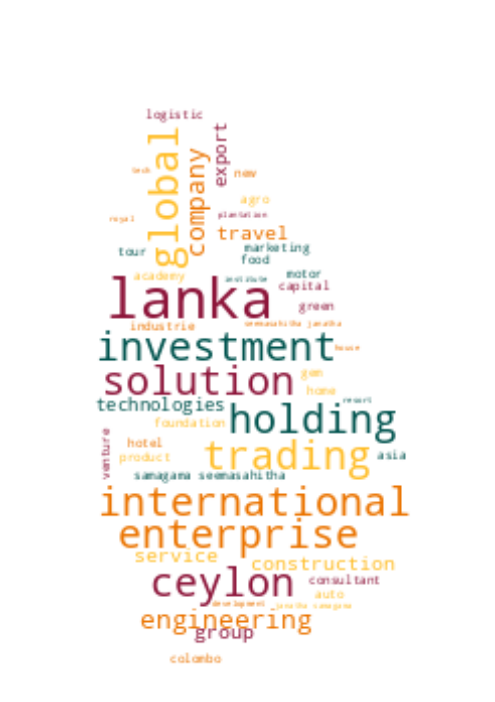 logistic
global
company
export
tech
new
agro
royal
plantation
travel
tour
marketing
food
academy
institute
motor
capital
lanka
green
industrie
seemasahitha janatha
investment
house
solution
gem
home
technologies
resort
holding
foundation
venture
hotel
product
trading
asia
samagama seemasahitha
international
enterprise
service
construction
ceylon
consultant
auto
development
janatha samagama
engineering
group
colombo